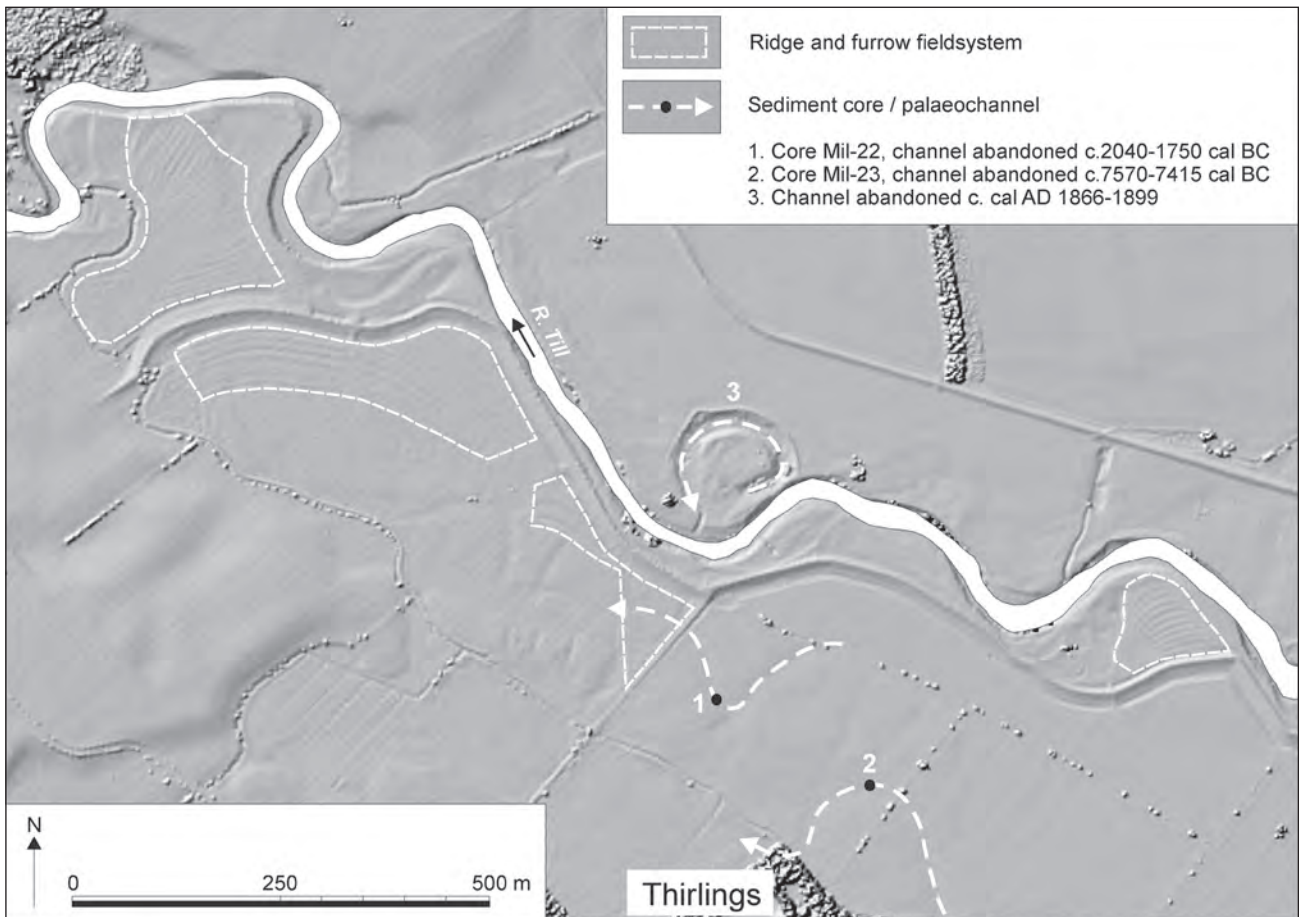 Ridge and furrow fieldsystem
Sediment core / palaeochannel
1. Core Mil-22, channel abandoned c.2040-1750 cal BC
2. Core Mil-23, channel abandoned c.7570-7415 cal BC
3. Channel abandoned c. cal AD 1866-1899
R. Till
3
1
2
N
0 250 500 m
Thirlings